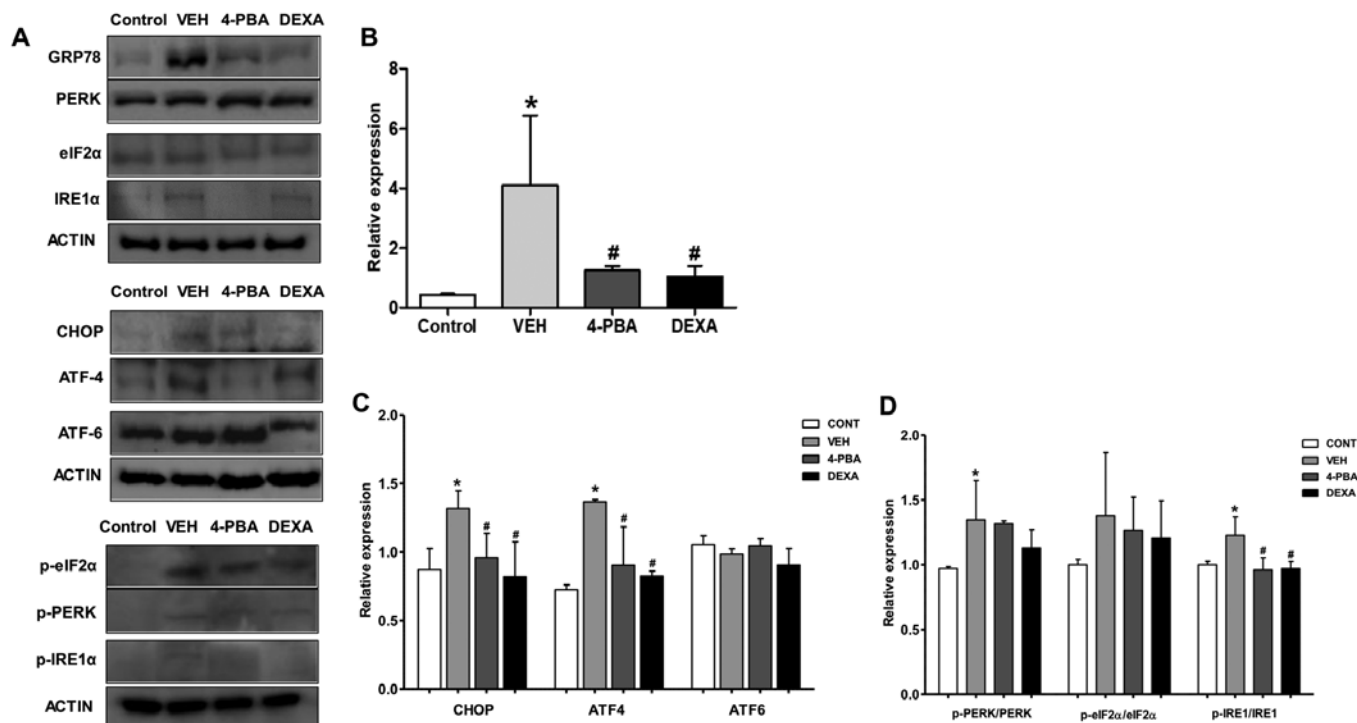 A
Control VEH 4-PBA DEXA
GRP78
PERK
eIF2α
IRE1α
ACTIN
Control VEH 4-PBA DEXA
CHOP
ATF-4
ATF-6
ACTIN
Control VEH 4-PBA DEXA
p-eIF2α
p-PERK
p-IRE1α
ACTIN
B
Relative expression
8
6
4
2
0
*
#
#
Control VEH 4-PBA DEXA
C
Relative expression
2.0
1.5
1.0
0.5
0.0
CONT
VEH
4-PBA
DEXA
*
#
#
*
#
#
CHOP ATF4 ATF6
D
Relative expression
2.0
1.5
1.0
0.5
0.0
CONT
VEH
4-PBA
DEXA
*
*
#
#
p-PERK/PERK p-eIF2α/eIF2α p-IRE1/IRE1